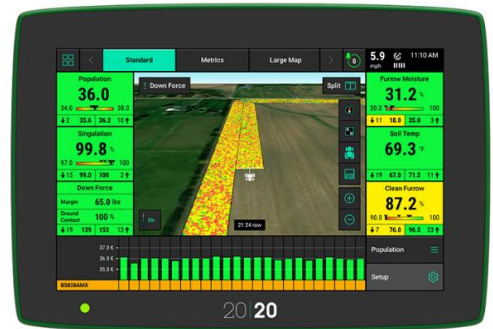 Standard Metrics Large Map
5.9 mph 11:10 AM
Population
36.0
34.0 38.0
2 35.6 36.2 10
Singulation
99.8 %
97.0 100
15 99.0 100 2
Down Force
Margin 65.0 lbs
Ground Contact 100 %
19 139 153 13
Down Force
Split
On
21 24 row
Furrow Moisture
31.2 %
100
11 18.0 35.0 3
Soil Temp
69.3 °F
19 67.0 71.5 11
Clean Furrow
87.2 %
90.0 100
7 76.0 96.5 23
37.0 K
36.0 K
35.0 K
B5828AMX
Population
Setup
20|20